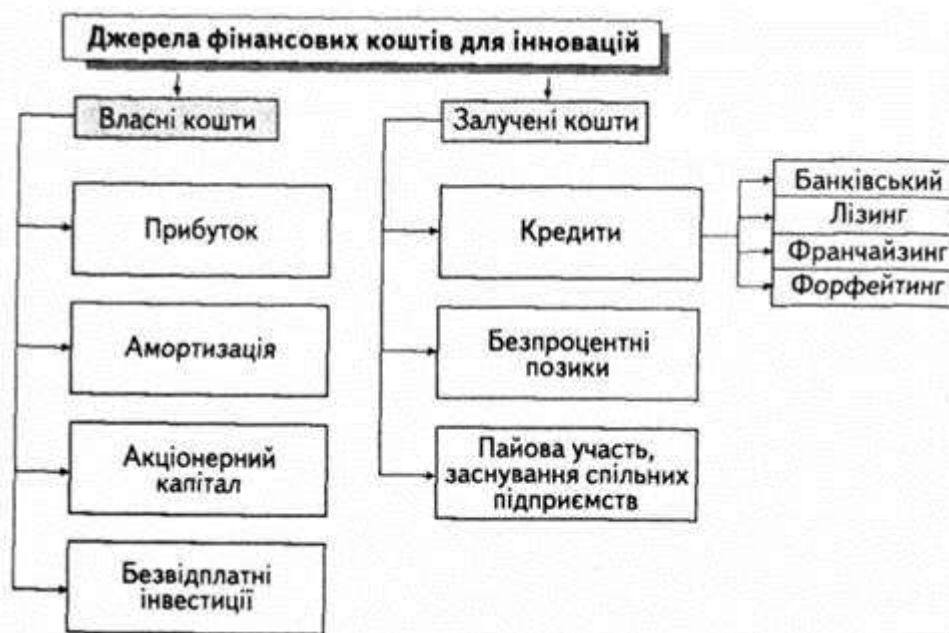 Джерела фінансових коштів для інновацій
Власні кошти
Залучені кошти
Прибуток
Амортизація
Акціонерний
капітал
Безвідплатні
інвестиції
Кредити
Банківський
Лізинг
Франчайзинг
Форфейтинг
Безпроцентні
позики
Пайова участь,
заснування спільних
підприємств